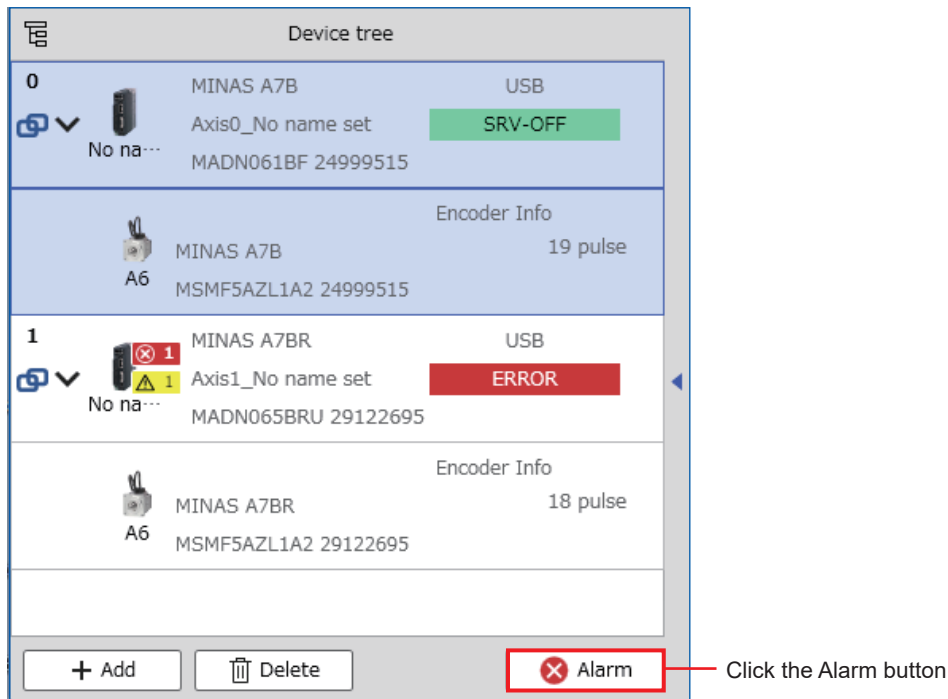 Device tree
0
MINAS A7B USB
Axis0_No name set SRV-OFF
No na···
MADN061BF 24999515
Encoder Info
MINAS A7B 19 pulse
A6
MSMF5AZL1A2 24999515
1
MINAS A7BR USB
1
Axis1_No name set ERROR
1
No na···
MADN065BRU 29122695
Encoder Info
MINAS A7BR 18 pulse
A6
MSMF5AZL1A2 29122695
+ Add Delete Alarm
Click the Alarm button